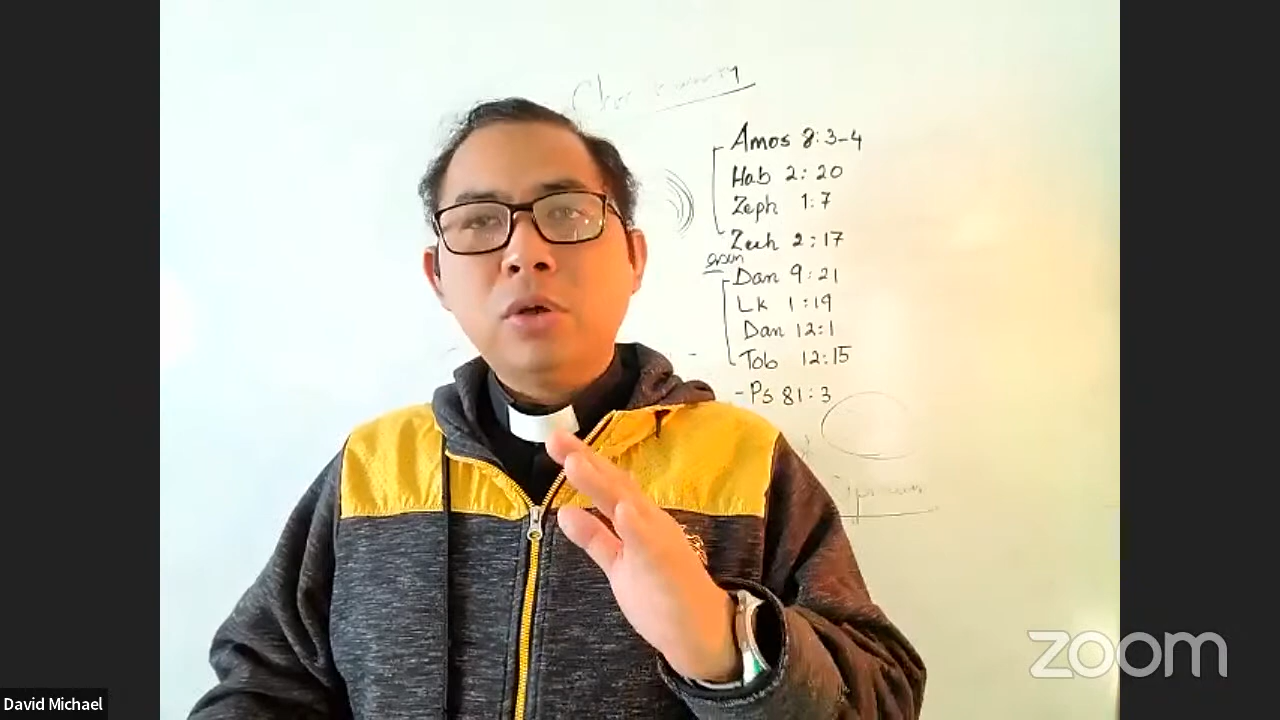 Amos 8:3-4
Hab 2:20
Zeph 1:7
Zech 2:17
Dan 9:21
Lk 1:19
Dan 12:1
Tob 12:15
-Ps 81:3
zoom
David Michael